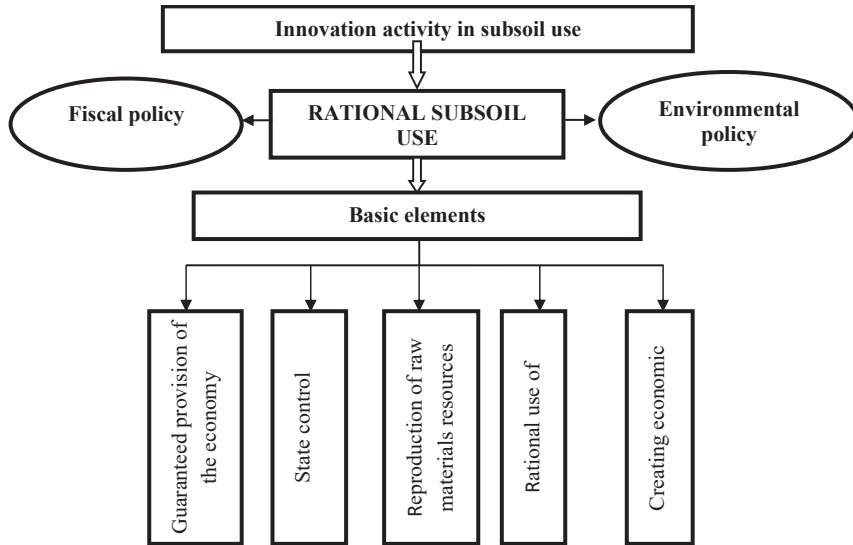 Innovation activity in subsoil use
Fiscal policy
RATIONAL SUBSOIL
USE
Environmental
policy
Basic elements
Guaranteed provision of
the economy
State control
Reproduction of raw
materials resources
Rational use of
Creating economic